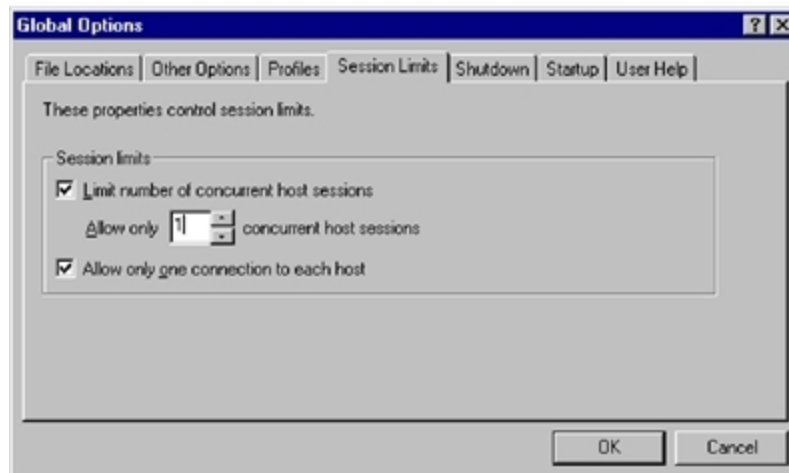 Global Options
File Locations Other Options Profiles Session Limits Shutdown Startup User Help
These properties control session limits.
Session limits
Limit number of concurrent host sessions
Allow only 1 concurrent host sessions
Allow only one connection to each host
OK Cancel